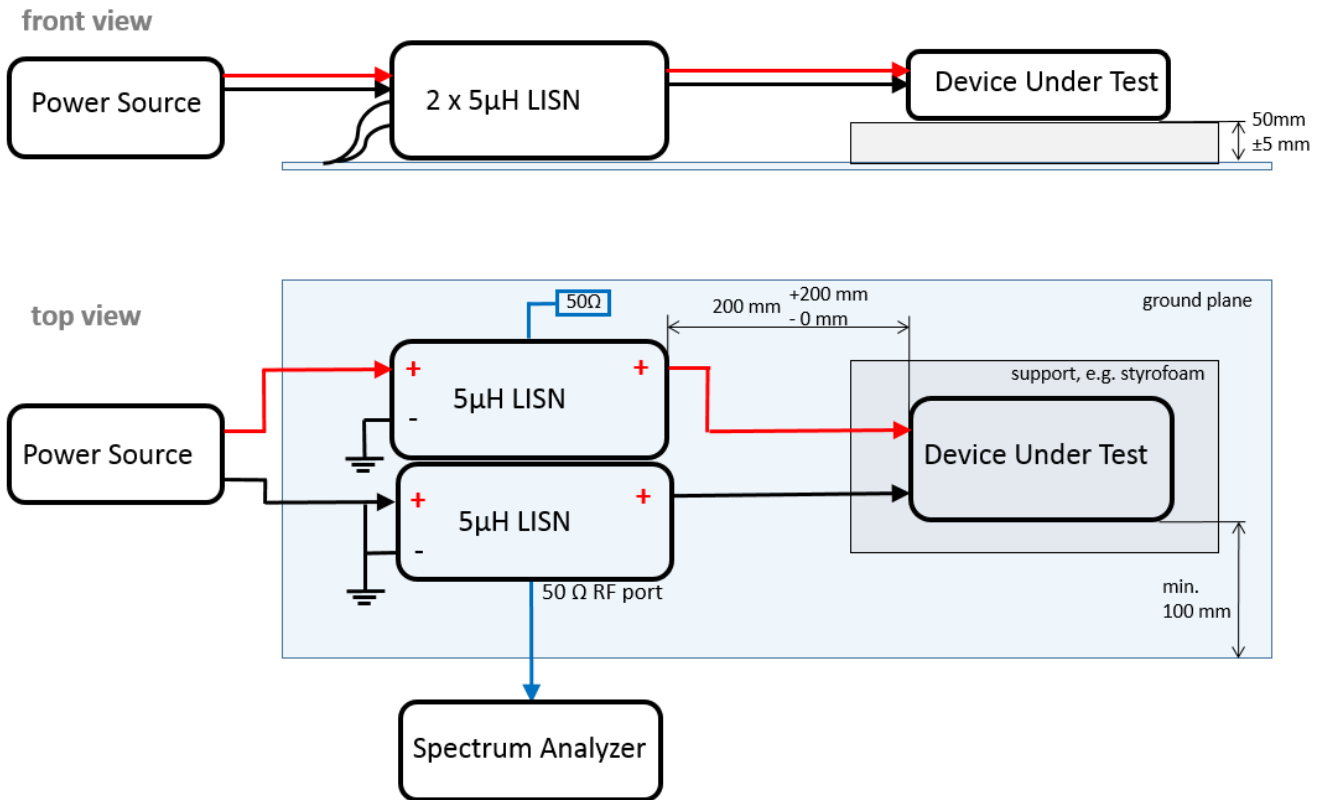 front view
Power Source
2 x 5μH LISN
Device Under Test
50mm
±5 mm
top view
50Ω
200 mm +200 mm
- 0 mm
ground plane
+
+
5μH LISN
-
support, e.g. styrofoam
Power Source
Device Under Test
+
+
5μH LISN
-
50 Ω RF port
min.
100 mm
Spectrum Analyzer